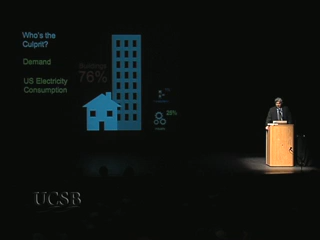 Who's the
Culprit?
Demand
US Electricity
Consumption
Buildings
76%
UCSB